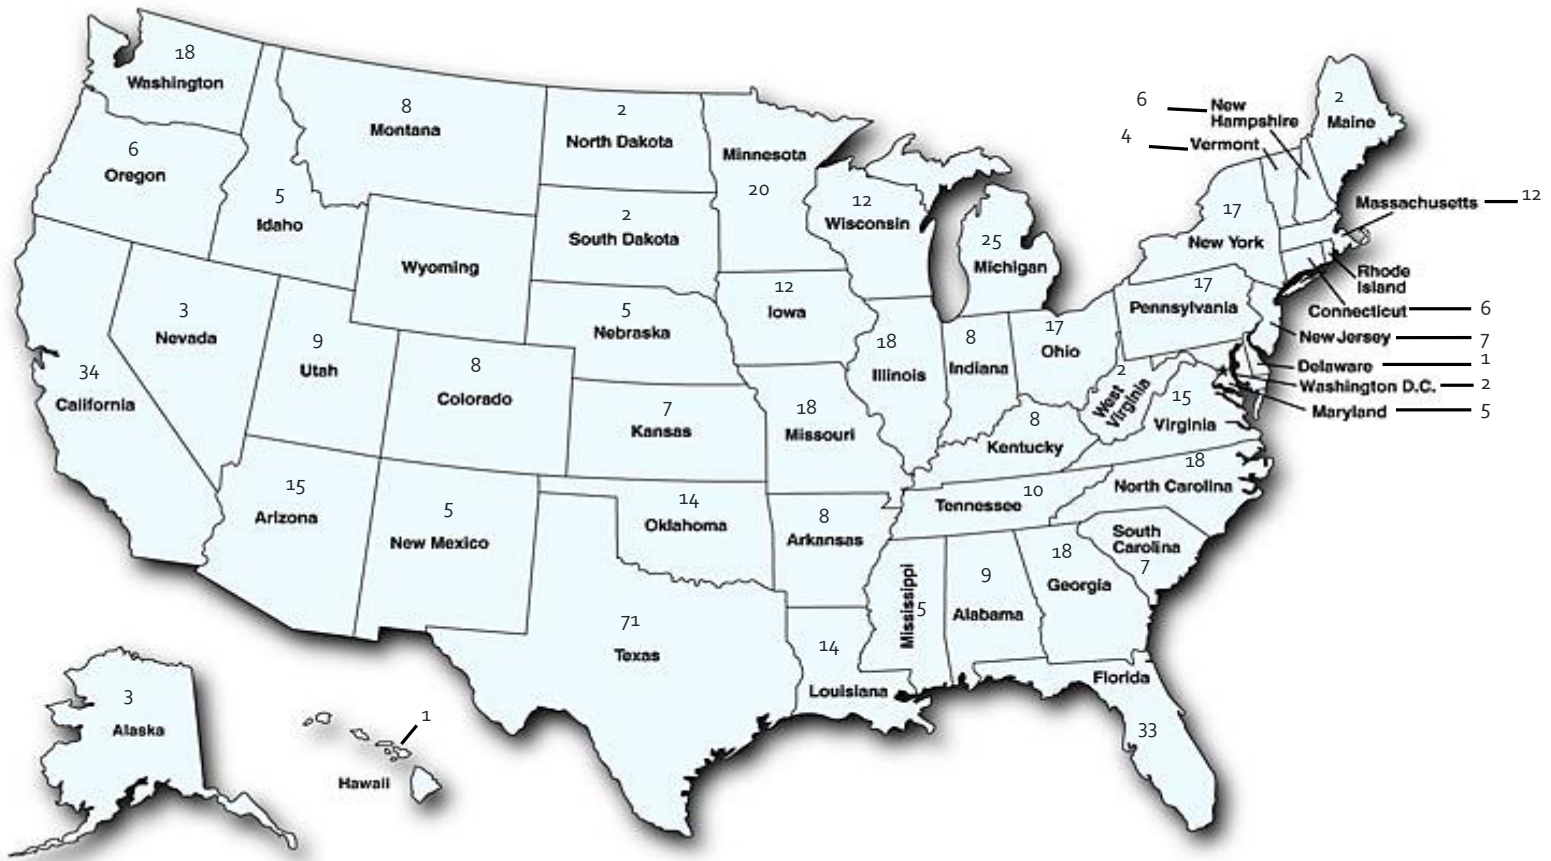 18
Washington
8
Montana
2
North Dakota
Minnesota
20
6
Oregon
5
Idaho
Wyoming
2
South Dakota
12
Wisconsin
25
Michigan
6
New
Hampshire
4
Vermont
2
Maine
Massachusetts
12
17
New York
Rhode
Island
Connecticut
6
New Jersey
7
Delaware
1
Washington D.C.
2
Maryland
5
17
Pennsylvania
3
Nevada
9
Utah
34
California
8
Colorado
5
Nebraska
12
Iowa
18
Illinois
8
Indiana
17
Ohio
2
West
Virginia
15
Virginia
7
Kansas
18
Missouri
8
Kentucky
18
North Carolina
Tennessee
10
15
Arizona
5
New Mexico
14
Oklahoma
8
Arkansas
South
Carolina
7
18
Georgia
9
Alabama
Mississippi
5
71
Texas
14
Louisiana
Florida
33
3
Alaska
1
Hawaii